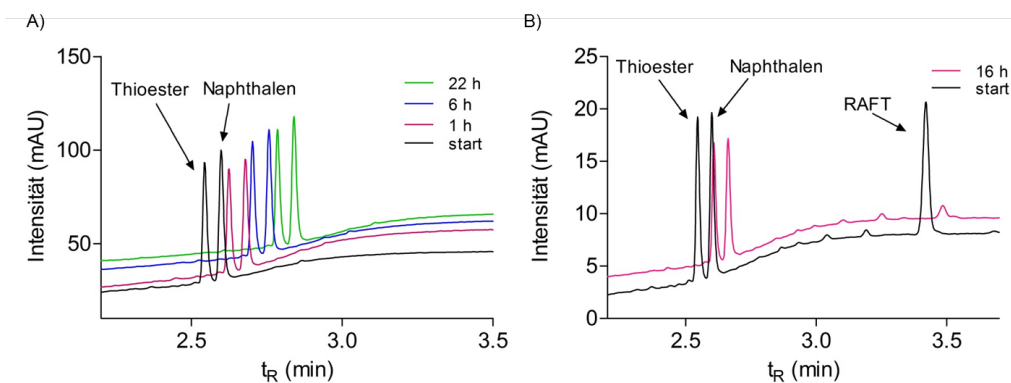 A)
150
100
50
Intensität (mAU)
Thioester
Naphthalen
22 h
6 h
1 h
start
2.5
3.0
3.5
tR (min)
B)
25
20
15
10
5
0
Intensität (mAU)
Thioester
Naphthalen
RAFT
16 h
start
2.5
3.0
3.5
tR (min)